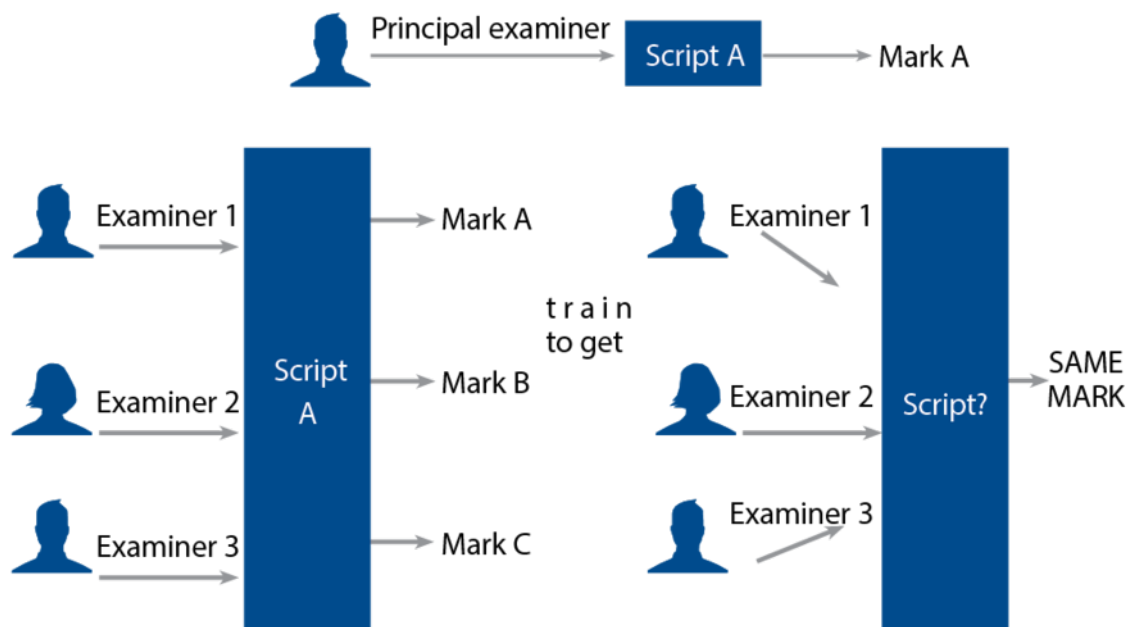 Principal examiner
Script A
Mark A
Examiner 1
Mark A
Examiner 2
Script
A
Mark B
Examiner 3
Mark C
t r a i n
to get
Examiner 1
Examiner 2
Script?
SAME
MARK
Examiner 3